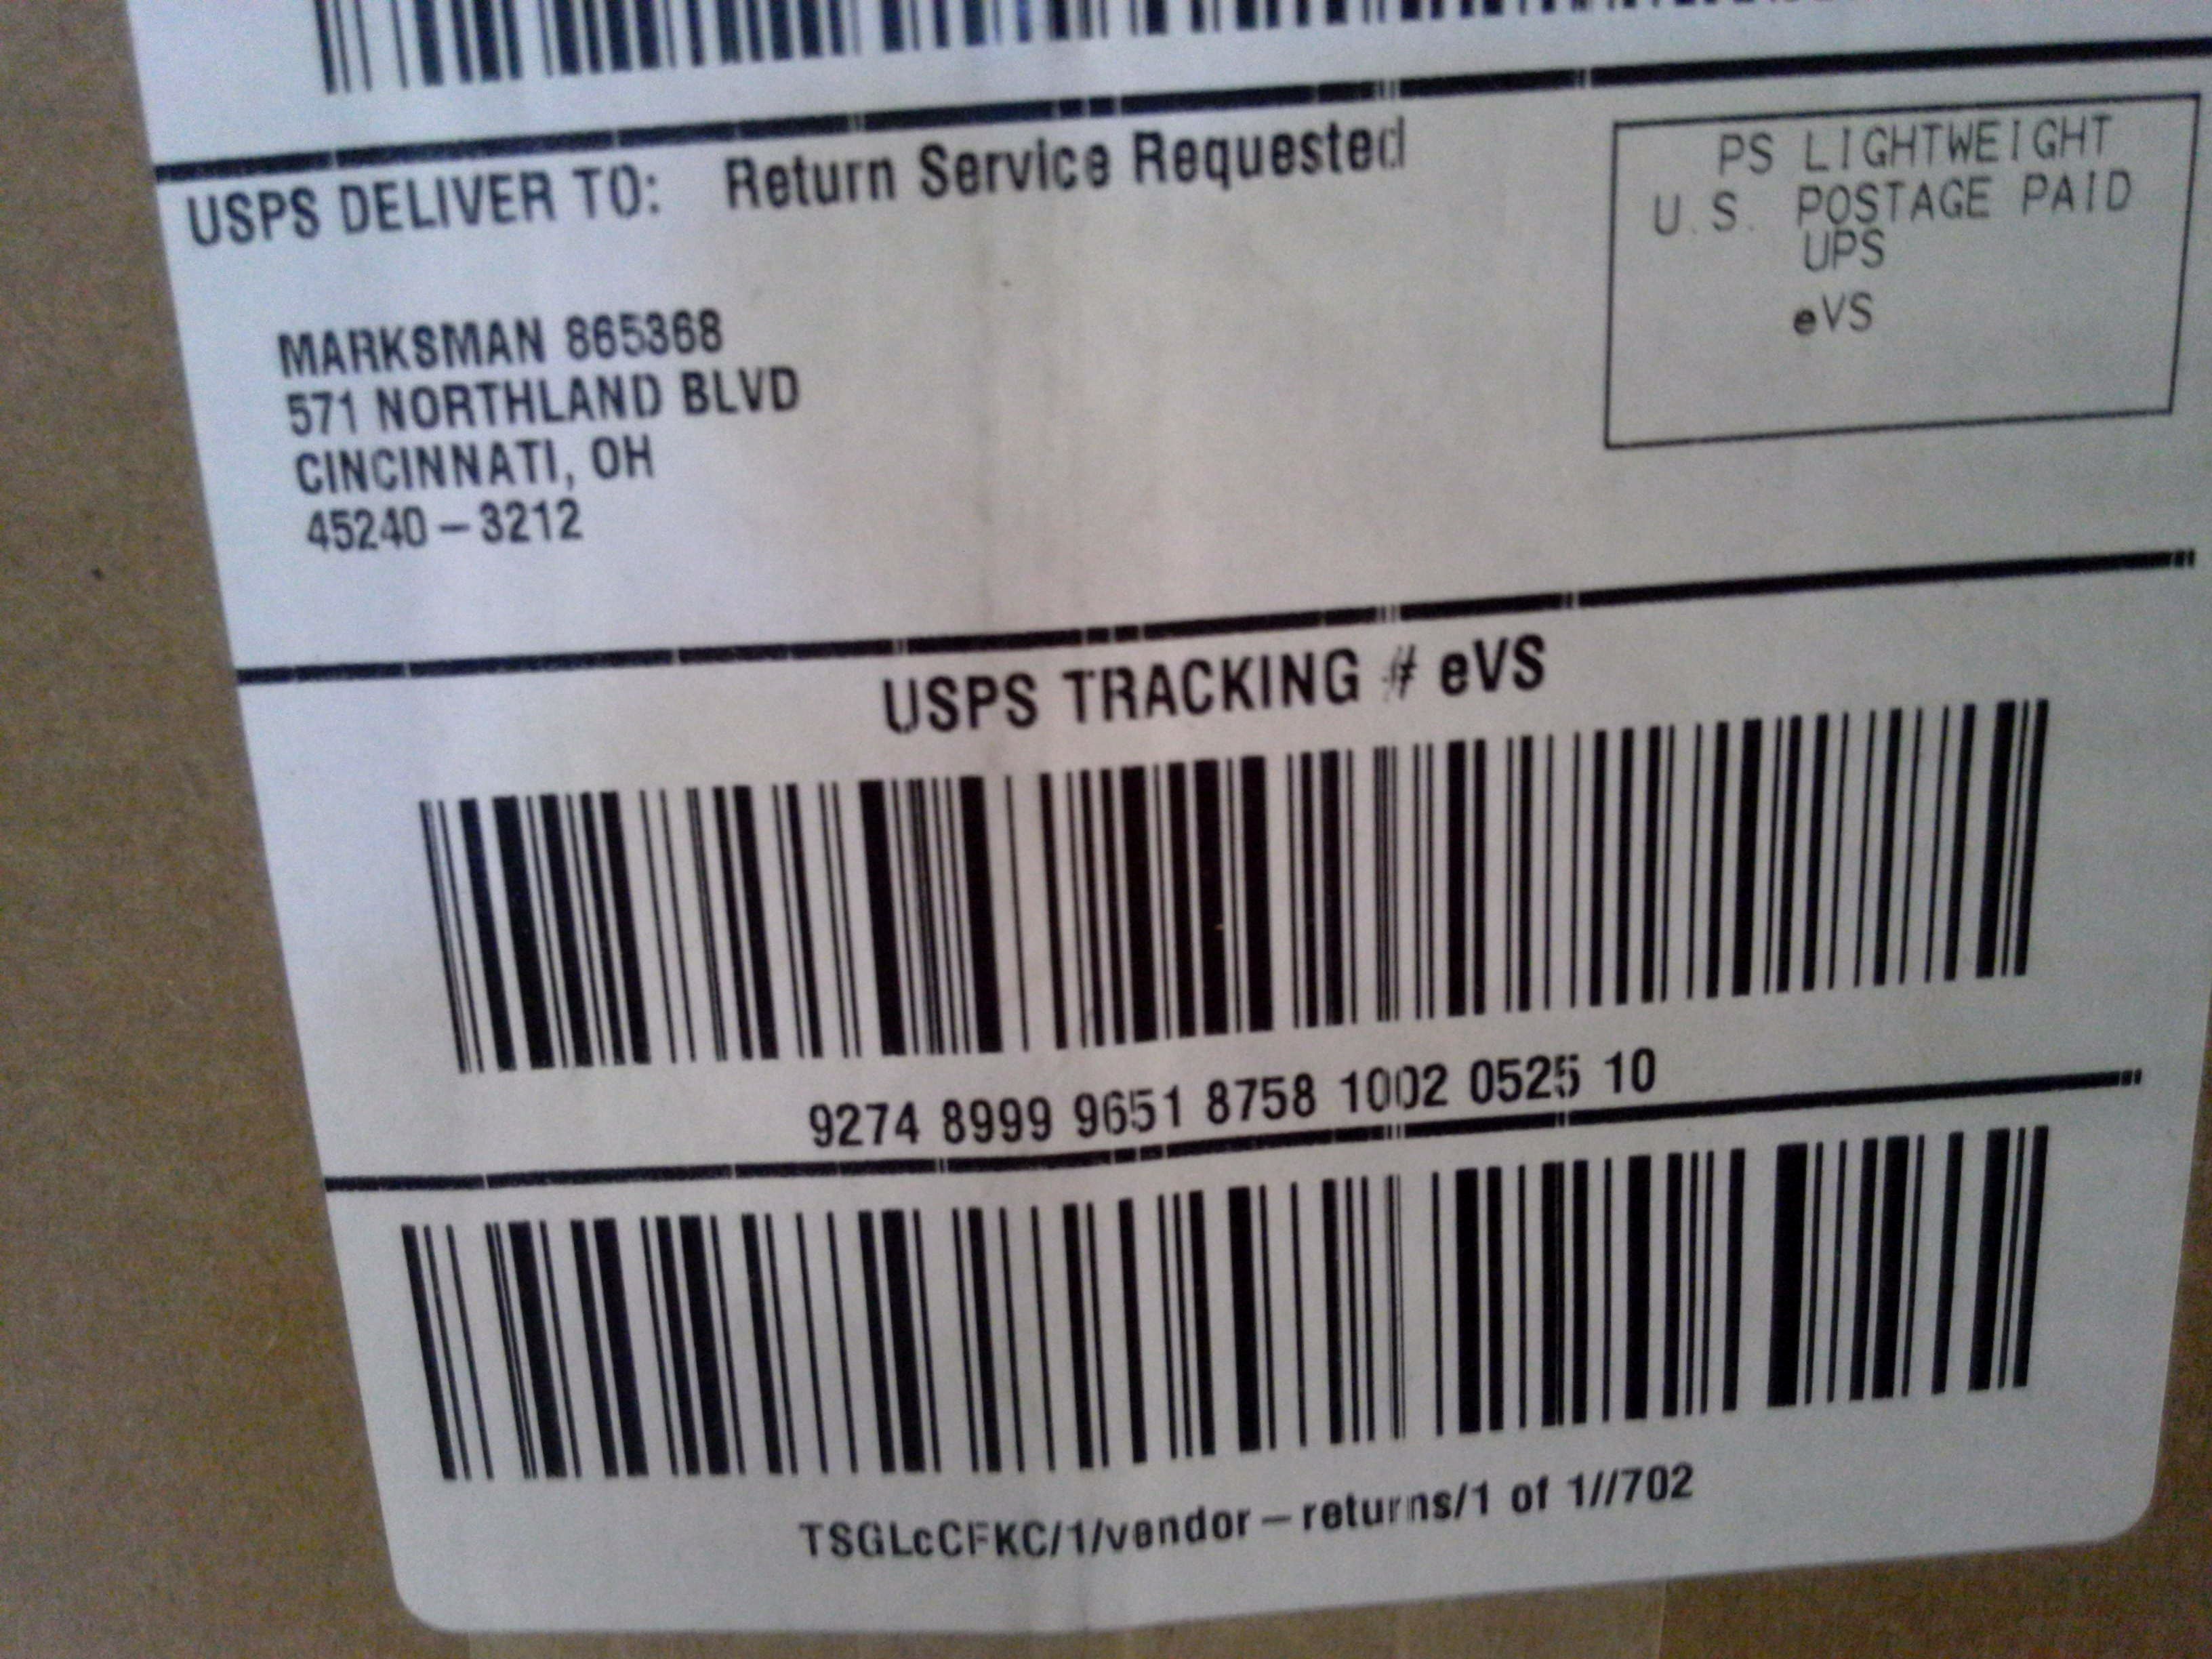 USPS DELIVER TO: Return Service Requested
PS LIGHTWEIGHT
U.S. POSTAGE PAID
UPS
eVS
MARKSMAN 865368
571 NORTHLAND BLVD
CINCINNATI, OH
45240-3212
USPS TRACKING # eVS
9274 8999 9651 8758 1002 0525 10
TSGLcCFKC/1/vendor-returns/1 of 1//702